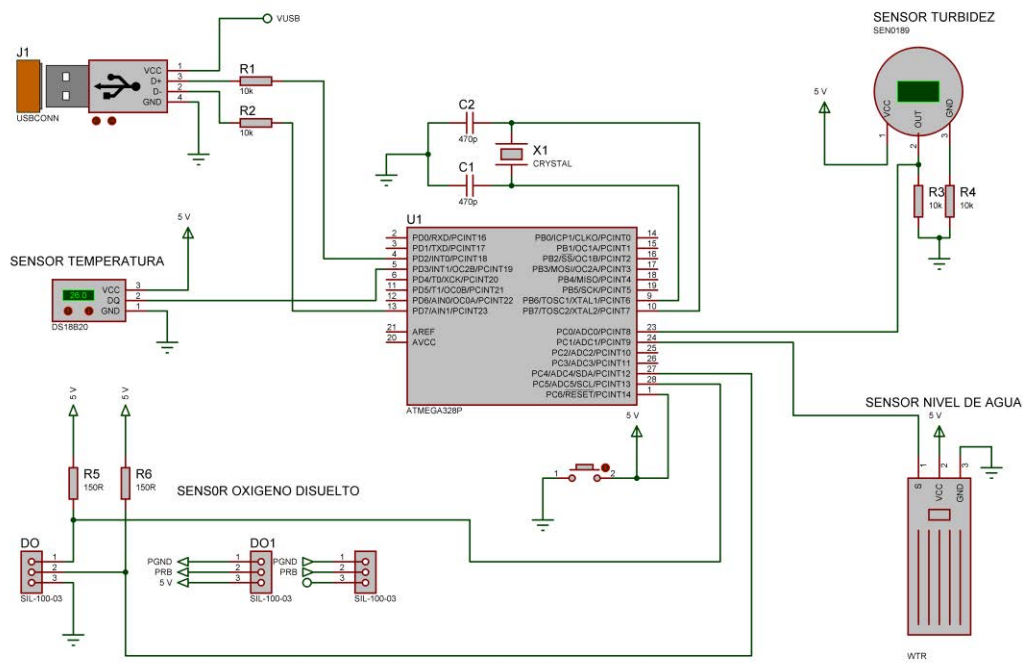 VUSB
J1
VCC 1
D+ 3
D- 2
GND 4
USBCONN
R1
10k
R2
10k
C2
470p
X1
CRYSTAL
C1
470p
SENSOR TURBIDEZ
SEN0189
5 V
VCC
OUT
GND
1
2
3
R3
10k
R4
10k
5 V
SENSOR TEMPERATURA
26.0
VCC 3
DQ 2
GND 1
DS18B20
U1
2 PD0/RXD/PCINT16
3 PD1/TXD/PCINT17
4 PD2/INT0/PCINT18
5 PD3/INT1/OC2B/PCINT19
6 PD4/T0/XCK/PCINT20
11 PD5/T1/OC0B/PCINT21
12 PD6/AIN0/OC0A/PCINT22
13 PD7/AIN1/PCINT23
21 AREF
20 AVCC
PB0/ICP1/CLKO/PCINT0 14
PB1/OC1A/PCINT1 15
PB2/SS/OC1B/PCINT2 16
PB3/MOSI/OC2A/PCINT3 17
PB4/MISO/PCINT4 18
PB5/SCK/PCINT5 19
PB6/TOSC1/XTAL1/PCINT6 9
PB7/TOSC2/XTAL2/PCINT7 10
PC0/ADC0/PCINT8 23
PC1/ADC1/PCINT9 24
PC2/ADC2/PCINT10 25
PC3/ADC3/PCINT11 26
PC4/ADC4/SDA/PCINT12 27
PC5/ADC5/SCL/PCINT13 28
PC6/RESET/PCINT14 1
ATMEGA328P
5 V
1
2
SENSOR NIVEL DE AGUA
5 V
1
2
3
S
VCC
GND
WTR
5 V
5 V
R5
150R
R6
150R
SENS0R OXIGENO DISUELTO
DO
1
2
3
SIL-100-03
PGND
PRB
5 V
DO1
1
2
3
SIL-100-03
PGND
PRB
1
2
3
SIL-100-03